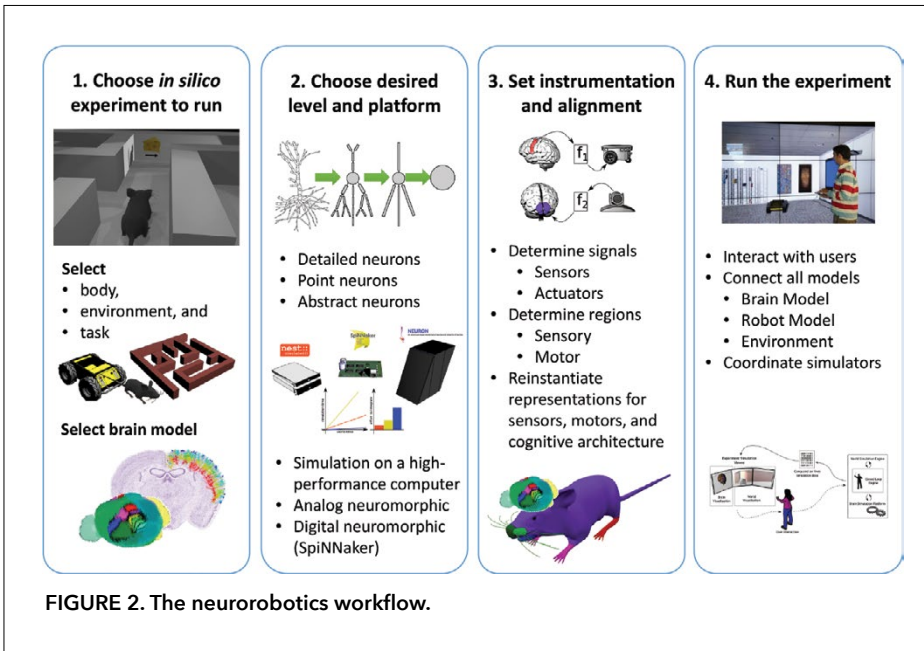 1. Choose in silico
experiment to run
Select
• body,
• environment, and
• task
Select brain model
2. Choose desired
level and platform
• Detailed neurons
• Point neurons
• Abstract neurons
nest::
SpiNNaker
NEURON
• Simulation on a high-
performance computer
• Analog neuromorphic
• Digital neuromorphic
(SpiNNaker)
3. Set instrumentation
and alignment
f1
f2
• Determine signals
• Sensors
• Actuators
• Determine regions
• Sensory
• Motor
• Reinstantiate
representations for
sensors, motors, and
cognitive architecture
4. Run the experiment
• Interact with users
• Connect all models
• Brain Model
• Robot Model
• Environment
• Coordinate simulators
FIGURE 2. The neurorobotics workflow.